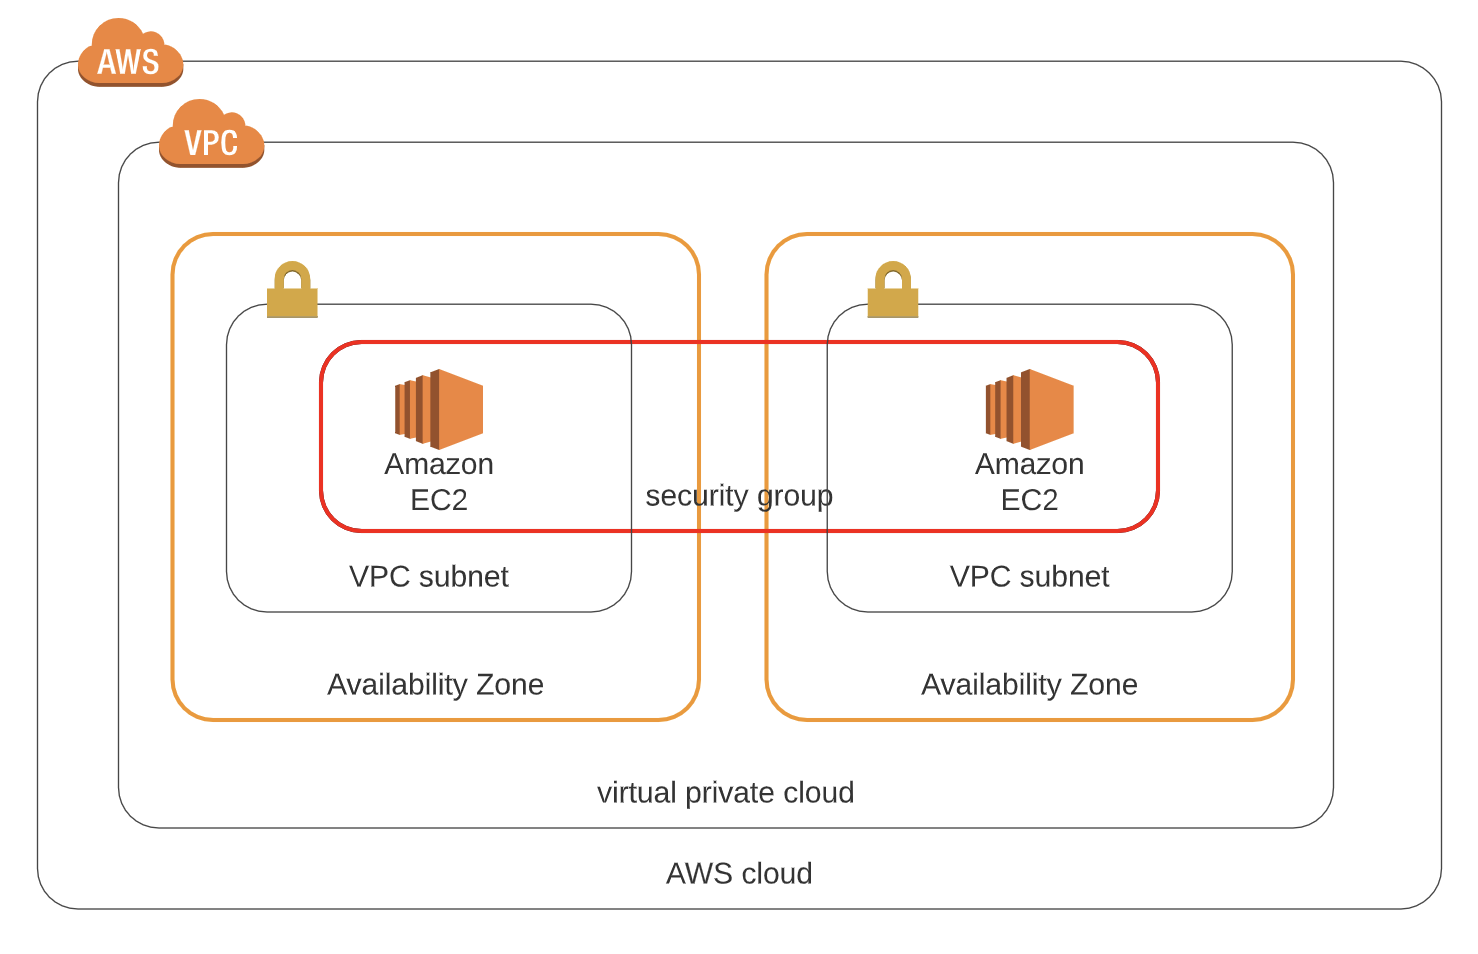 AWS
VPC
Amazon
EC2
Amazon
EC2
security group
VPC subnet
VPC subnet
Availability Zone
Availability Zone
virtual private cloud
AWS cloud